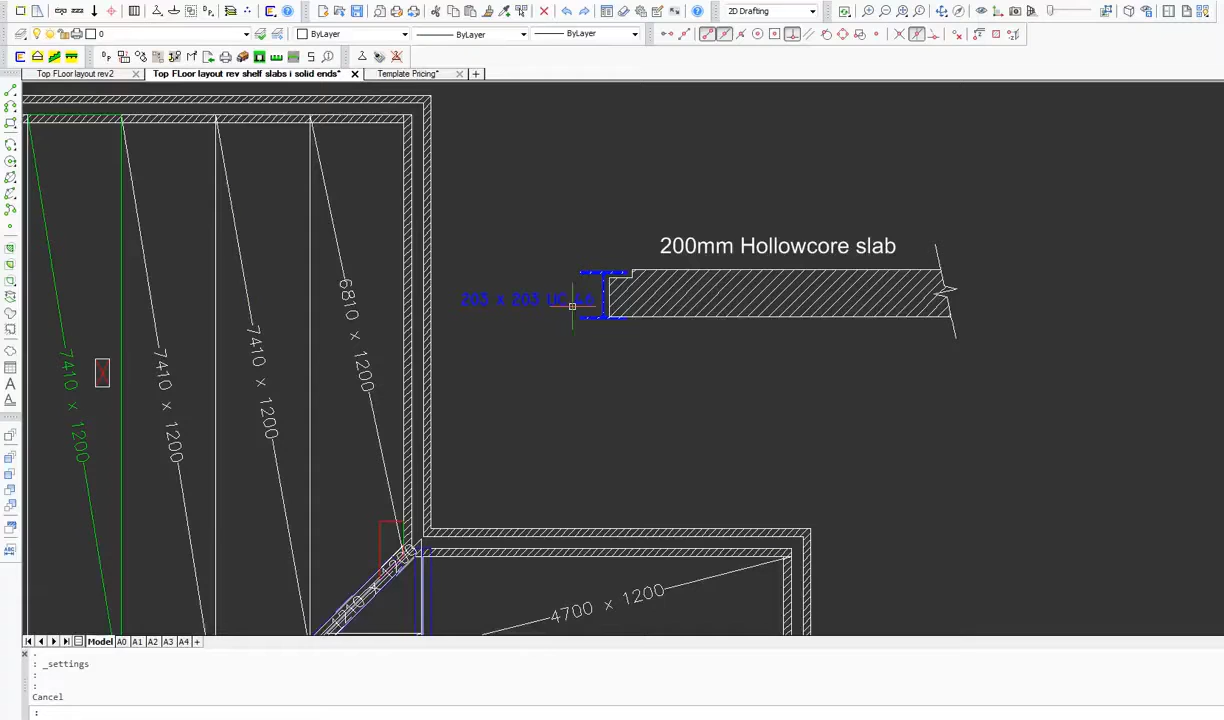 2D Drafting
0
ByLayer
ByLayer
ByLayer
Top FLoor layout rev2
Top FLoor layout rev shelf slabs i solid ends*
Template Pricing*
200mm Hollowcore slab
203 x 203 UC 46
7410 x 1200
7410 x 1200
7410 x 1200
6810 x 1200
1210 x 1200
4700 x 1200
Model
A0
A1
A2
A3
A4
: _settings
:
:
Cancel
: